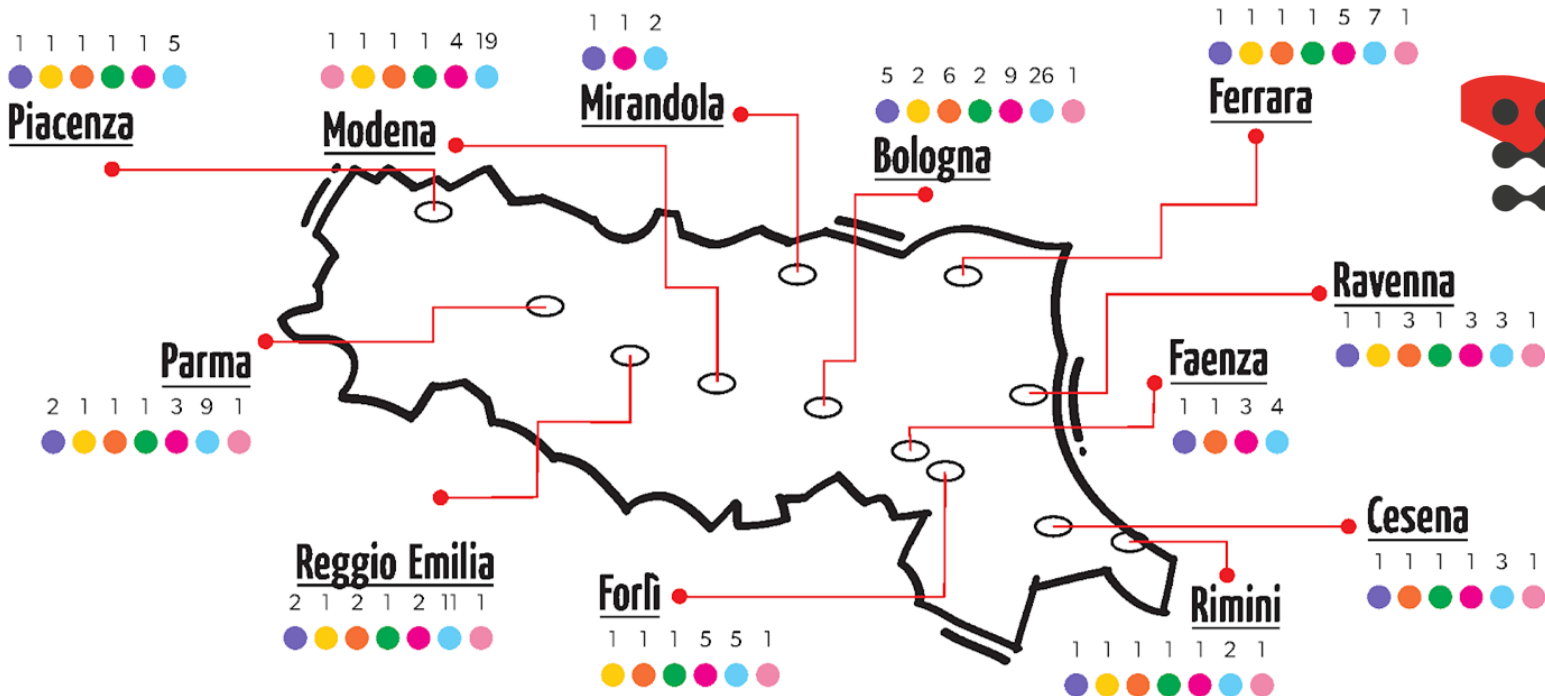 1 1 1 1 1 5
Piacenza
1 1 1 1 4 19
Modena
1 1 2
Mirandola
5 2 6 2 9 26 1
Bologna
1 1 1 1 5 7 1
Ferrara
Ravenna
1 1 3 1 3 3 1
Parma
2 1 1 1 3 9 1
Faenza
1 1 3 4
Cesena
1 1 1 1 3 1
Reggio Emilia
2 1 2 1 2 11 1
Forlì
1 1 1 5 5 1
Rimini
1 1 1 1 1 2 1